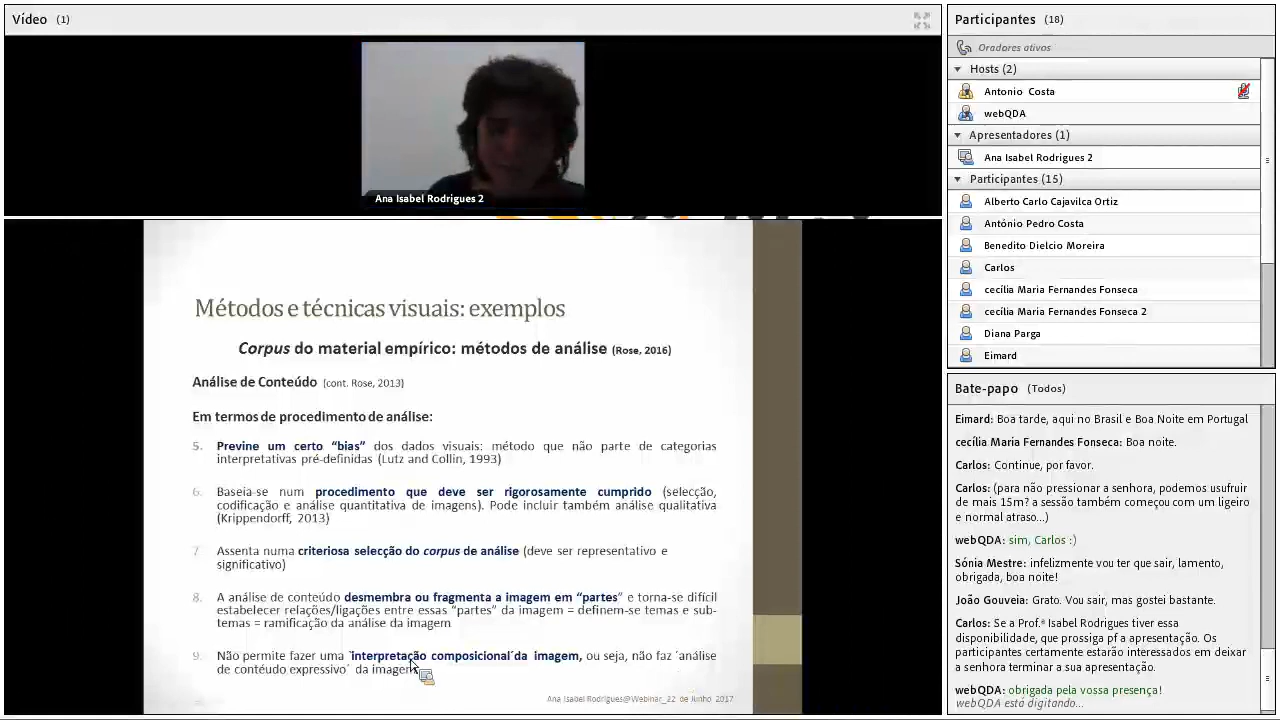 Vídeo (1)
Ana Isabel Rodrigues 2
Métodos e técnicas visuais: exemplos
Corpus do material empírico: métodos de análise (Rose, 2016)
Análise de Conteúdo (cont. Rose, 2013)
Em termos de procedimento de análise:
5. Previne um certo “bias” dos dados visuais: método que não parte de categorias
interpretativas pré-definidas (Lutz and Collin, 1993)
6. Baseia-se num procedimento que deve ser rigorosamente cumprido (selecção,
codificação e análise quantitativa de imagens). Pode incluir também análise qualitativa
(Krippendorff, 2013)
7 Assenta numa criteriosa selecção do corpus de análise (deve ser representativo e
significativo)
8. A análise de conteúdo desmembra ou fragmenta a imagem em “partes” e torna-se difícil
estabelecer relações/ligações entre essas “partes” da imagem = definem-se temas e sub-
temas = ramificação da análise da imagem
9. Não permite fazer uma ´interpretação composicional´da imagem, ou seja, não faz ´análise
de contéudo expressivo´ da imagem
Ana Isabel Rodrigues@Webinar_22 de Junho 2017
Participantes (18)
Oradores ativos
Hosts (2)
Antonio Costa
webQDA
Apresentadores (1)
Ana Isabel Rodrigues 2
Participantes (15)
Alberto Carlo Cajavilca Ortiz
António Pedro Costa
Benedito Dielcio Moreira
Carlos
cecília Maria Fernandes Fonseca
cecília Maria Fernandes Fonseca 2
Diana Parga
Eimard
Bate-papo (Todos)
Eimard: Boa tarde, aqui no Brasil e Boa Noite em Portugal
cecília Maria Fernandes Fonseca: Boa noite.
Carlos: Continue, por favor.
Carlos: (para não pressionar a senhora, podemos usufruir
de mais 15m? a sessão também começou com um ligeiro
e normal atraso...)
webQDA: sim, Carlos :)
Sónia Mestre: infelizmente vou ter que sair, lamento,
obrigada, boa noite!
João Gouveia: Grato. Vou sair, mas gostei bastante.
Carlos: Se a Prof.ª Isabel Rodrigues tiver essa
disponibilidade, que prossiga pf a apresentação. Os
participantes certamente estarão interessados em deixar
a senhora terminar a sua apresentação.
webQDA: obrigada pela vossa presença!
webQDA está digitando...